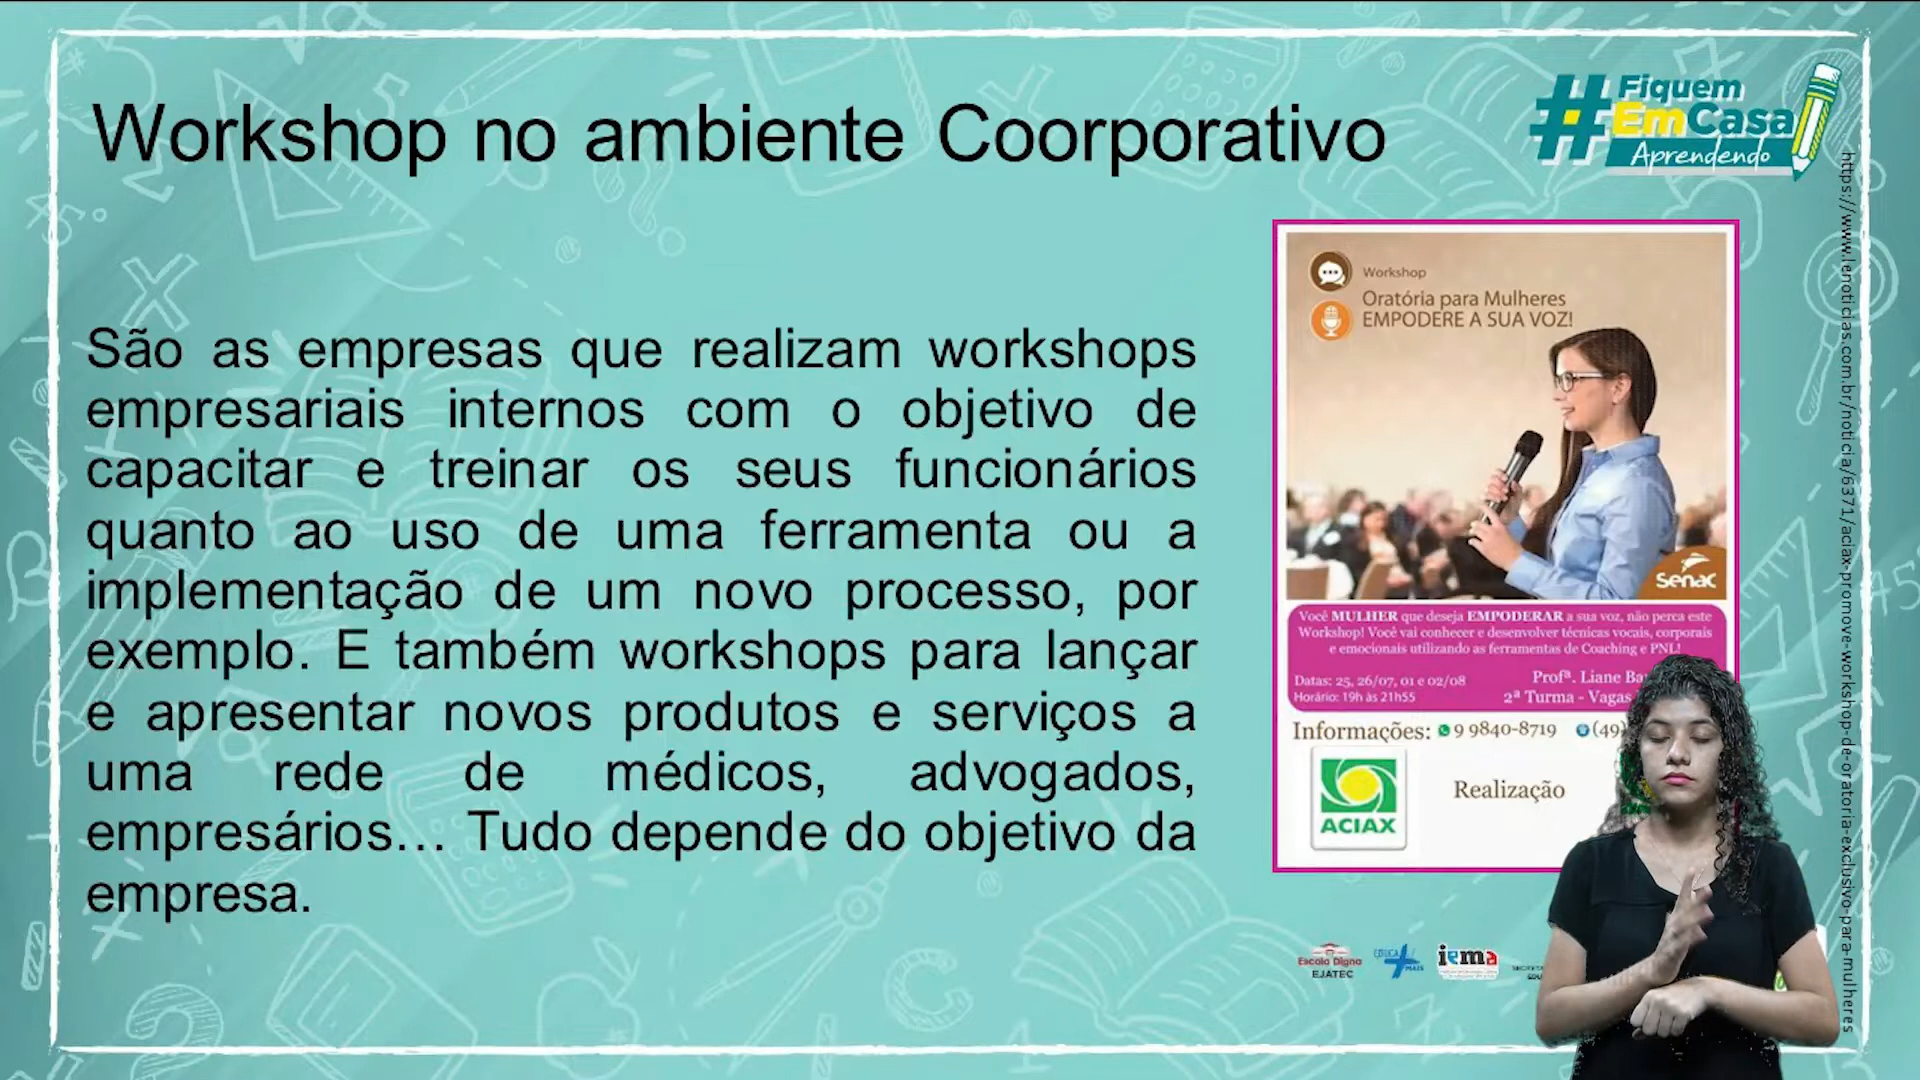 Workshop no ambiente Coorporativo
#Fiquem
EmCasa
Aprendendo
São as empresas que realizam workshops
empresariais internos com o objetivo de
capacitar e treinar os seus funcionários
quanto ao uso de uma ferramenta ou a
implementação de um novo processo, por
exemplo. E também workshops para lançar
e apresentar novos produtos e serviços a
uma rede de médicos, advogados,
empresários… Tudo depende do objetivo da
empresa.
Workshop
Oratória para Mulheres
EMPODERE A SUA VOZ!
Senac
Você MULHER que deseja EMPODERAR a sua voz, não perca este
Workshop! Você vai conhecer e desenvolver técnicas vocais, corporais
e emocionais utilizando as ferramentas de Coaching e PNL!
Datas: 25, 26/07, 01 e 02/08
Horário: 19h às 21h55
Profª. Liane
2ª Turma - Vagas
Informações: 9 9840-8719 (49)
ACIAX
Realização
Escola Digna
EJATEC
MAIS
iema
https://www.lenoticias.com.br/noticia/6371/aciax-promove-workshop-de-oratoria-exclusivo-para-mulheres